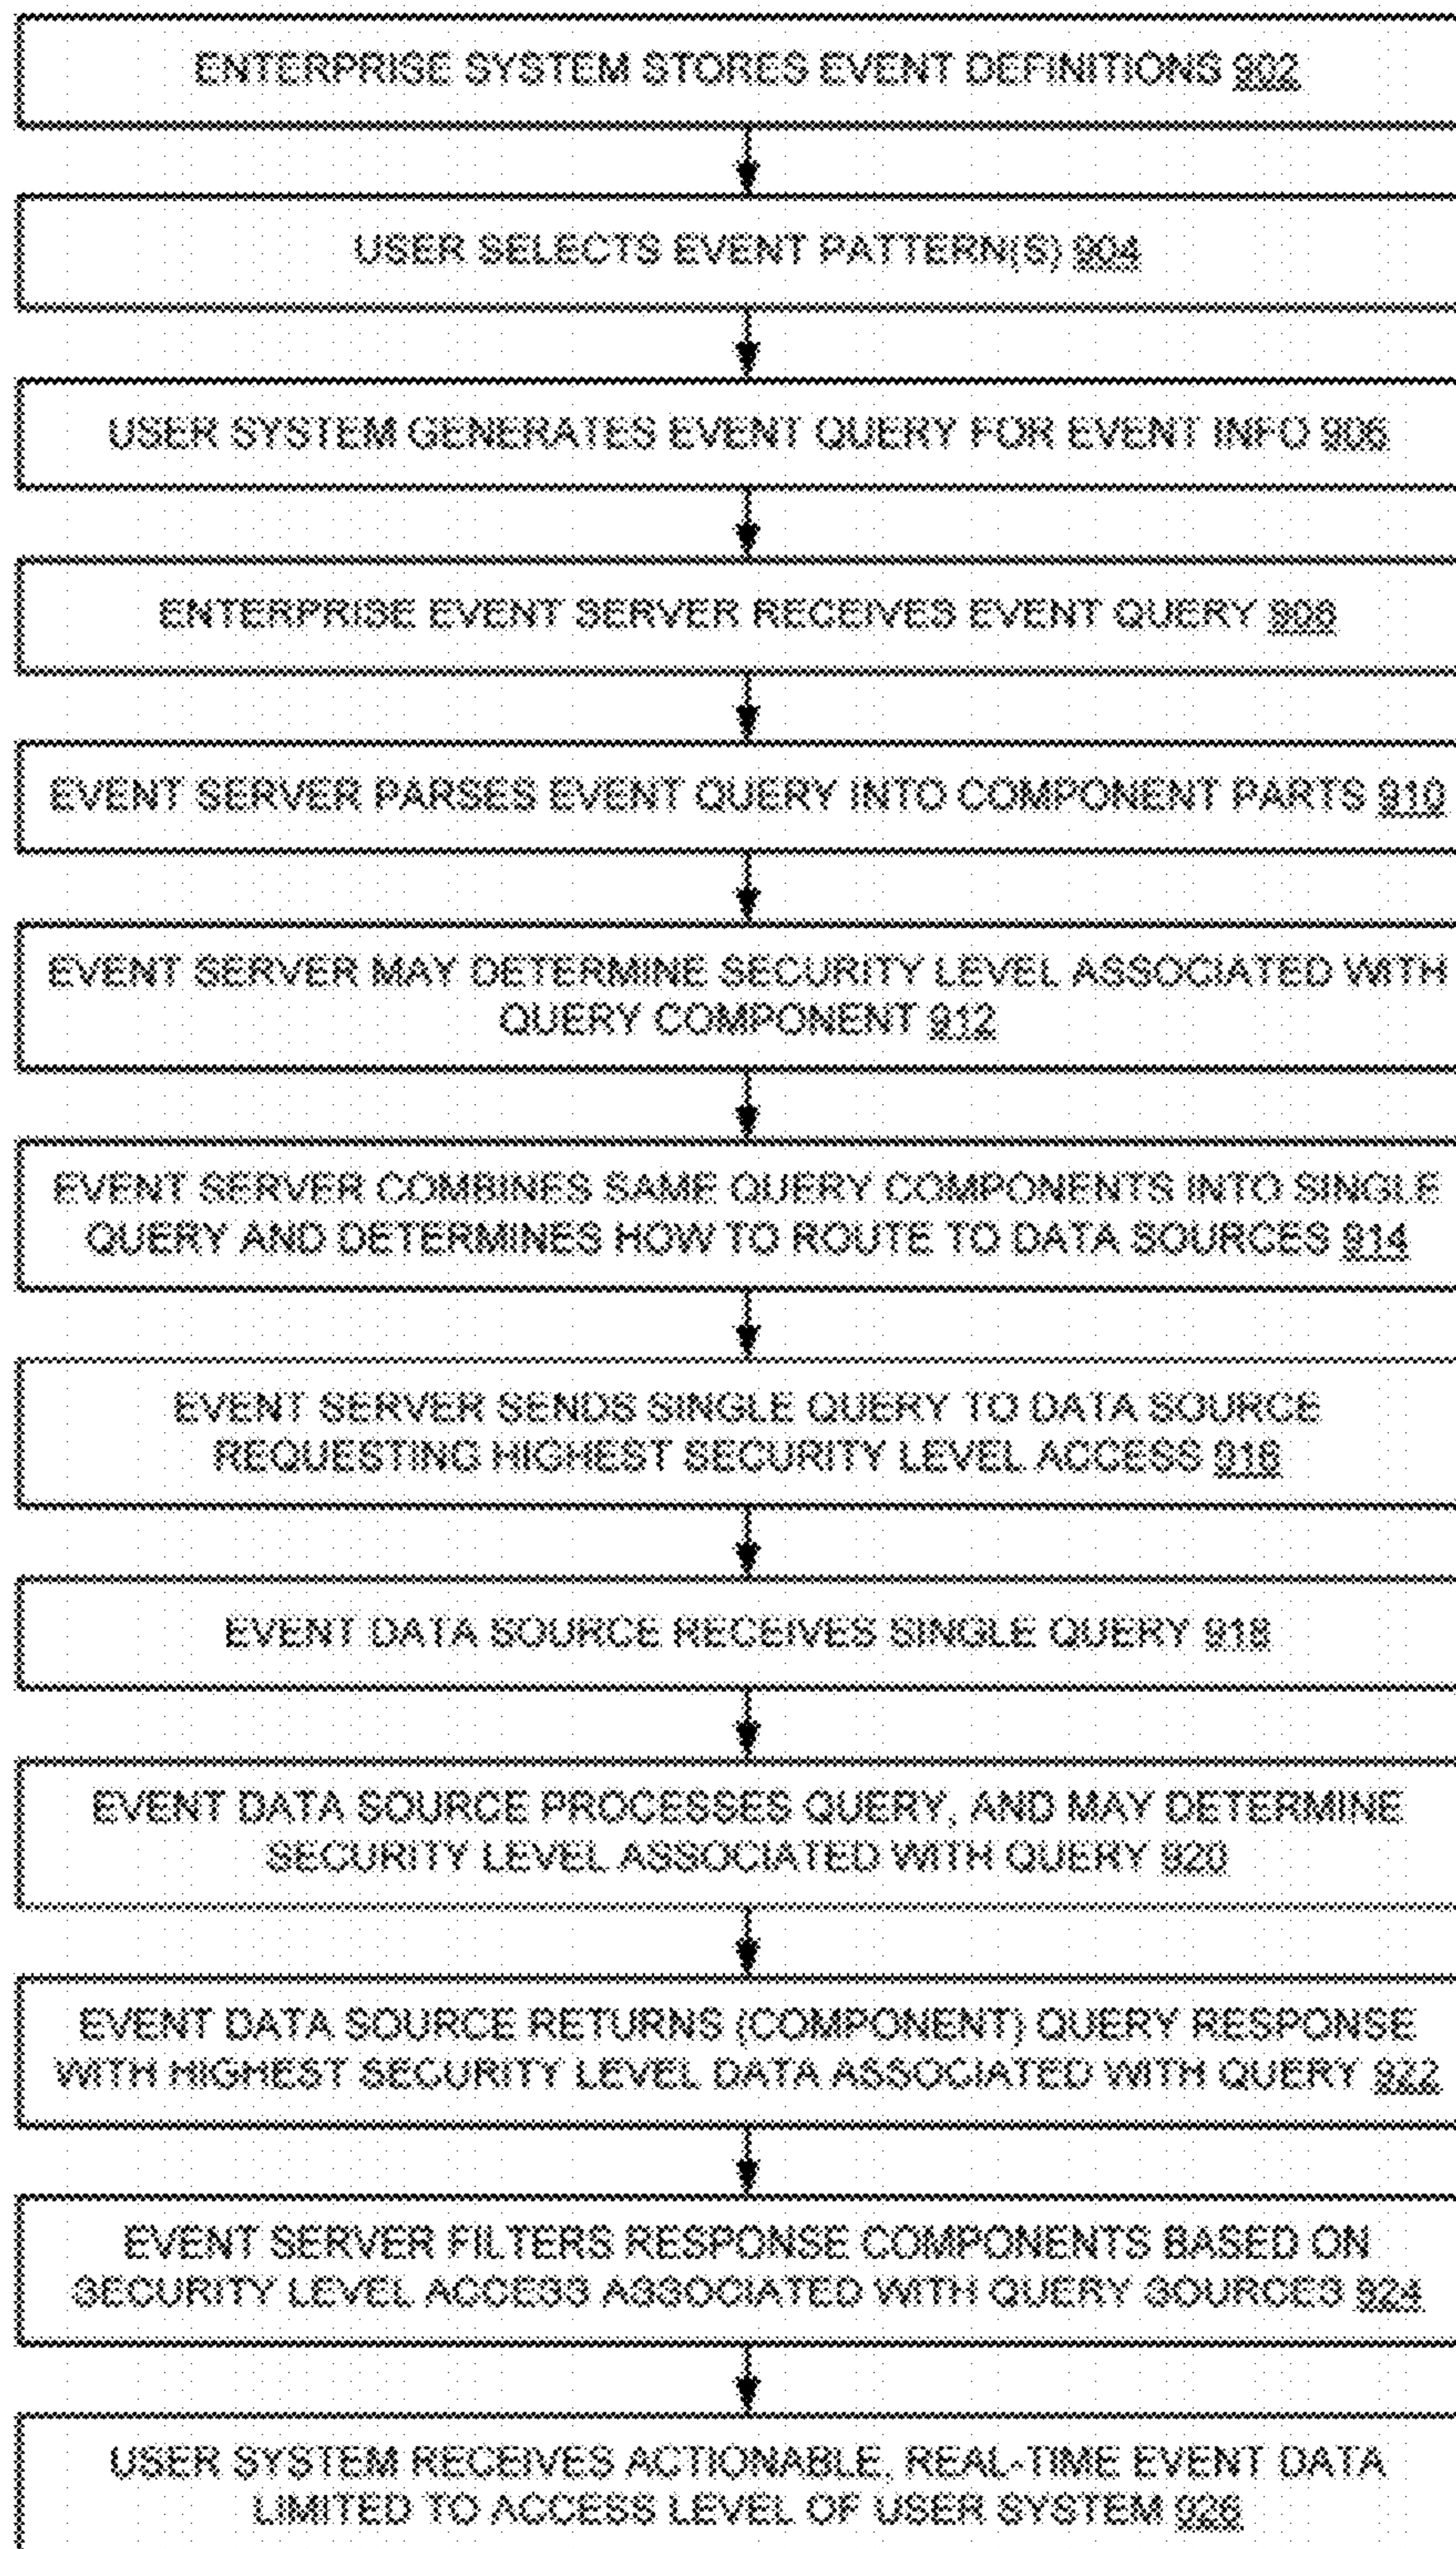 ENTERPRISE SYSTEM STORES EVENT DEFINITIONS 902
USER SELECTS EVENT PATTERN(S) 904
USER SYSTEM GENERATES EVENT QUERY FOR EVENT INFO 906
ENTERPRISE EVENT SERVER RECEIVES EVENT QUERY 908
EVENT SERVER PARSES EVENT QUERY INTO COMPONENT PARTS 910
EVENT SERVER MAY DETERMINE SECURITY LEVEL ASSOCIATED WITH
QUERY COMPONENT 912
EVENT SERVER COMBINES SAME QUERY COMPONENTS INTO SINGLE
QUERY AND DETERMINES HOW TO ROUTE TO DATA SOURCES 914
EVENT SERVER SENDS SINGLE QUERY TO DATA SOURCE
REQUESTING HIGHEST SECURITY LEVEL ACCESS 916
EVENT DATA SOURCE RECEIVES SINGLE QUERY 918
EVENT DATA SOURCE PROCESSES QUERY, AND MAY DETERMINE
SECURITY LEVEL ASSOCIATED WITH QUERY 920
EVENT DATA SOURCE RETURNS (COMPONENT) QUERY RESPONSE
WITH HIGHEST SECURITY LEVEL DATA ASSOCIATED WITH QUERY 922
EVENT SERVER FILTERS RESPONSE COMPONENTS BASED ON
SECURITY LEVEL ACCESS ASSOCIATED WITH QUERY SOURCES 924
USER SYSTEM RECEIVES ACTIONABLE, REAL-TIME EVENT DATA
LIMITED TO ACCESS LEVEL OF USER SYSTEM 926